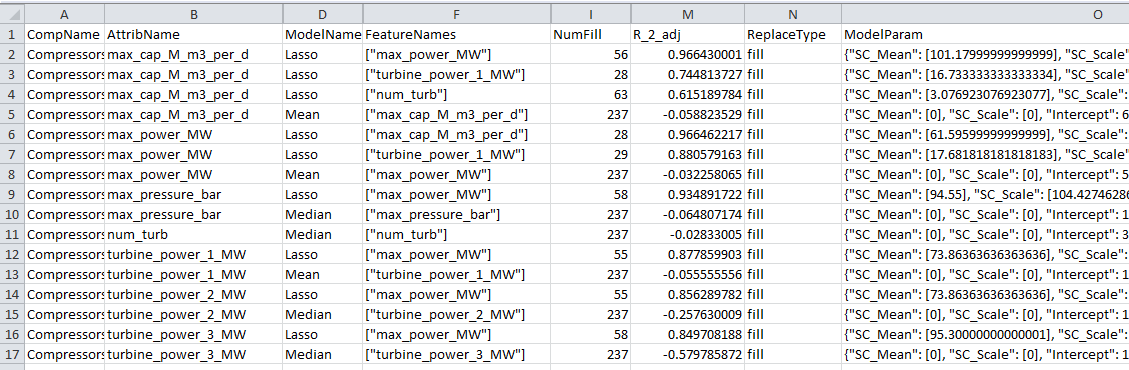 A B D F I M N O
1 CompName AttribName ModelName FeatureNames NumFill R_2_adj ReplaceType ModelParam
2 Compressors max_cap_M_m3_per_d Lasso ["max_power_MW"] 56 0.966430001 fill {"SC_Mean": [101.17999999999999], "SC_Scale"
3 Compressors max_cap_M_m3_per_d Lasso ["turbine_power_1_MW"] 28 0.744813727 fill {"SC_Mean": [16.733333333333334], "SC_Scale"
4 Compressors max_cap_M_m3_per_d Lasso ["num_turb"] 63 0.615189784 fill {"SC_Mean": [3.076923076923077], "SC_Scale":
5 Compressors max_cap_M_m3_per_d Mean ["max_cap_M_m3_per_d"] 237 -0.058823529 fill {"SC_Mean": [0], "SC_Scale": [0], "Intercept": 6
6 Compressors max_power_MW Lasso ["max_cap_M_m3_per_d"] 28 0.966462217 fill {"SC_Mean": [61.59599999999999], "SC_Scale":
7 Compressors max_power_MW Lasso ["turbine_power_1_MW"] 29 0.880579163 fill {"SC_Mean": [17.681818181818183], "SC_Scale"
8 Compressors max_power_MW Mean ["max_power_MW"] 237 -0.032258065 fill {"SC_Mean": [0], "SC_Scale": [0], "Intercept": 5
9 Compressors max_pressure_bar Lasso ["max_power_MW"] 58 0.934891722 fill {"SC_Mean": [94.55], "SC_Scale": [104.42746286
10 Compressors max_pressure_bar Median ["max_pressure_bar"] 237 -0.064807174 fill {"SC_Mean": [0], "SC_Scale": [0], "Intercept": 1
11 Compressors num_turb Median ["num_turb"] 237 -0.02833005 fill {"SC_Mean": [0], "SC_Scale": [0], "Intercept": 3
12 Compressors turbine_power_1_MW Lasso ["max_power_MW"] 55 0.877859903 fill {"SC_Mean": [73.86363636363636], "SC_Scale":
13 Compressors turbine_power_1_MW Mean ["turbine_power_1_MW"] 237 -0.055555556 fill {"SC_Mean": [0], "SC_Scale": [0], "Intercept": 1
14 Compressors turbine_power_2_MW Lasso ["max_power_MW"] 55 0.856289782 fill {"SC_Mean": [73.86363636363636], "SC_Scale":
15 Compressors turbine_power_2_MW Median ["turbine_power_2_MW"] 237 -0.257630009 fill {"SC_Mean": [0], "SC_Scale": [0], "Intercept": 1
16 Compressors turbine_power_3_MW Lasso ["max_power_MW"] 58 0.849708188 fill {"SC_Mean": [95.30000000000001], "SC_Scale":
17 Compressors turbine_power_3_MW Median ["turbine_power_3_MW"] 237 -0.579785872 fill {"SC_Mean": [0], "SC_Scale": [0], "Intercept": 1